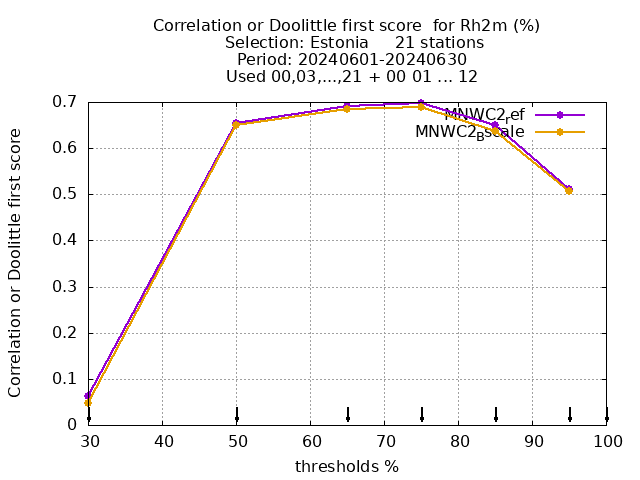 Correlation or Doolittle first score  for Rh2m (%)
Selection: Estonia     21 stations
Period: 20240601-20240630
Used 00,03,...,21 + 00 01 ... 12
Correlation or Doolittle first score
MNWC2ref
MNWC2Bscale
0.7
0.6
0.5
0.4
0.3
0.2
0.1
0
30 40 50 60 70 80 90 100
thresholds %